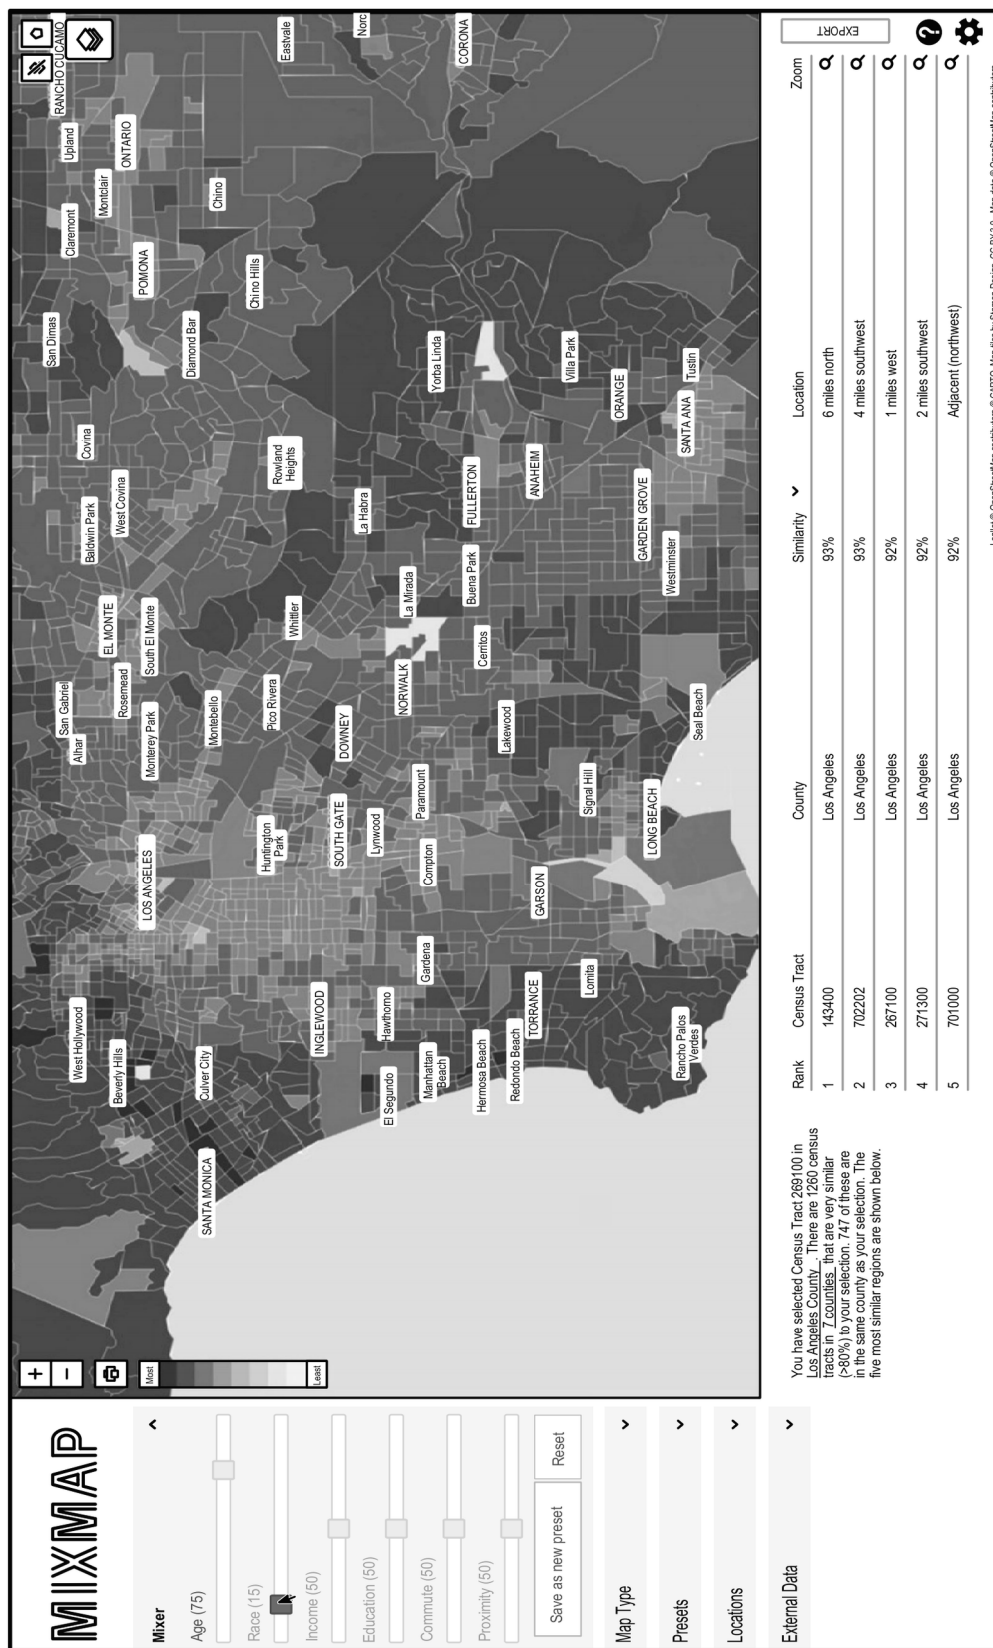 MIXMAP
Mixer
Age (75)
Race (15)
Income (50)
Education (50)
Commute (50)
Proximity (50)
Save as new preset
Reset
Map Type
Presets
Locations
External Data
+
−
Most
Least
RANCHO CUCAMO
San Dimas
Claremont
Upland
San Gabriel
Alhar
West Hollywood
Baldwin Park
Covina
Montclair
EL MONTE
Beverly Hills
Rosemead
West Covina
ONTARIO
LOS ANGELES
Monterey Park
South El Monte
POMONA
Diamond Bar
SANTA MONICA
Culver City
Montebello
Chino
Chino Hills
Huntington
Park
Pico Rivera
Whittler
Rowland
Heights
Eastvale
INGLEWOOD
SOUTH GATE
DOWNEY
La Habra
Norc
El Segundo
Hawthorno
Lynwood
NORWALK
La Mirada
Manhattan
Beach
Gardena
Compton
Paramount
Yorba Linda
CORONA
Hermosa Beach
Cerritos
Buena Park
FULLERTON
Redondo Beach
TORRANCE
GARSON
Lakewood
ANAHEIM
Villa Park
Lomita
Signal Hill
ORANGE
Rancho Palos
Verdes
LONG BEACH
Seal Beach
GARDEN GROVE
Westminster
SANTA ANA
Tustin
You have selected Census Tract 269100 in
Los Angeles County . There are 1260 census
tracts in 7 counties that are very similar
(>80%) to your selection. 747 of these are
in the same county as your selection. The
five most similar regions are shown below.
EXPORT
?
Rank Census Tract County Similarity Location Zoom
1 143400 Los Angeles 93% 6 miles north
2 702202 Los Angeles 93% 4 miles southwest
3 267100 Los Angeles 92% 1 miles west
4 271300 Los Angeles 92% 2 miles southwest
5 701000 Los Angeles 92% Adjacent (northwest)